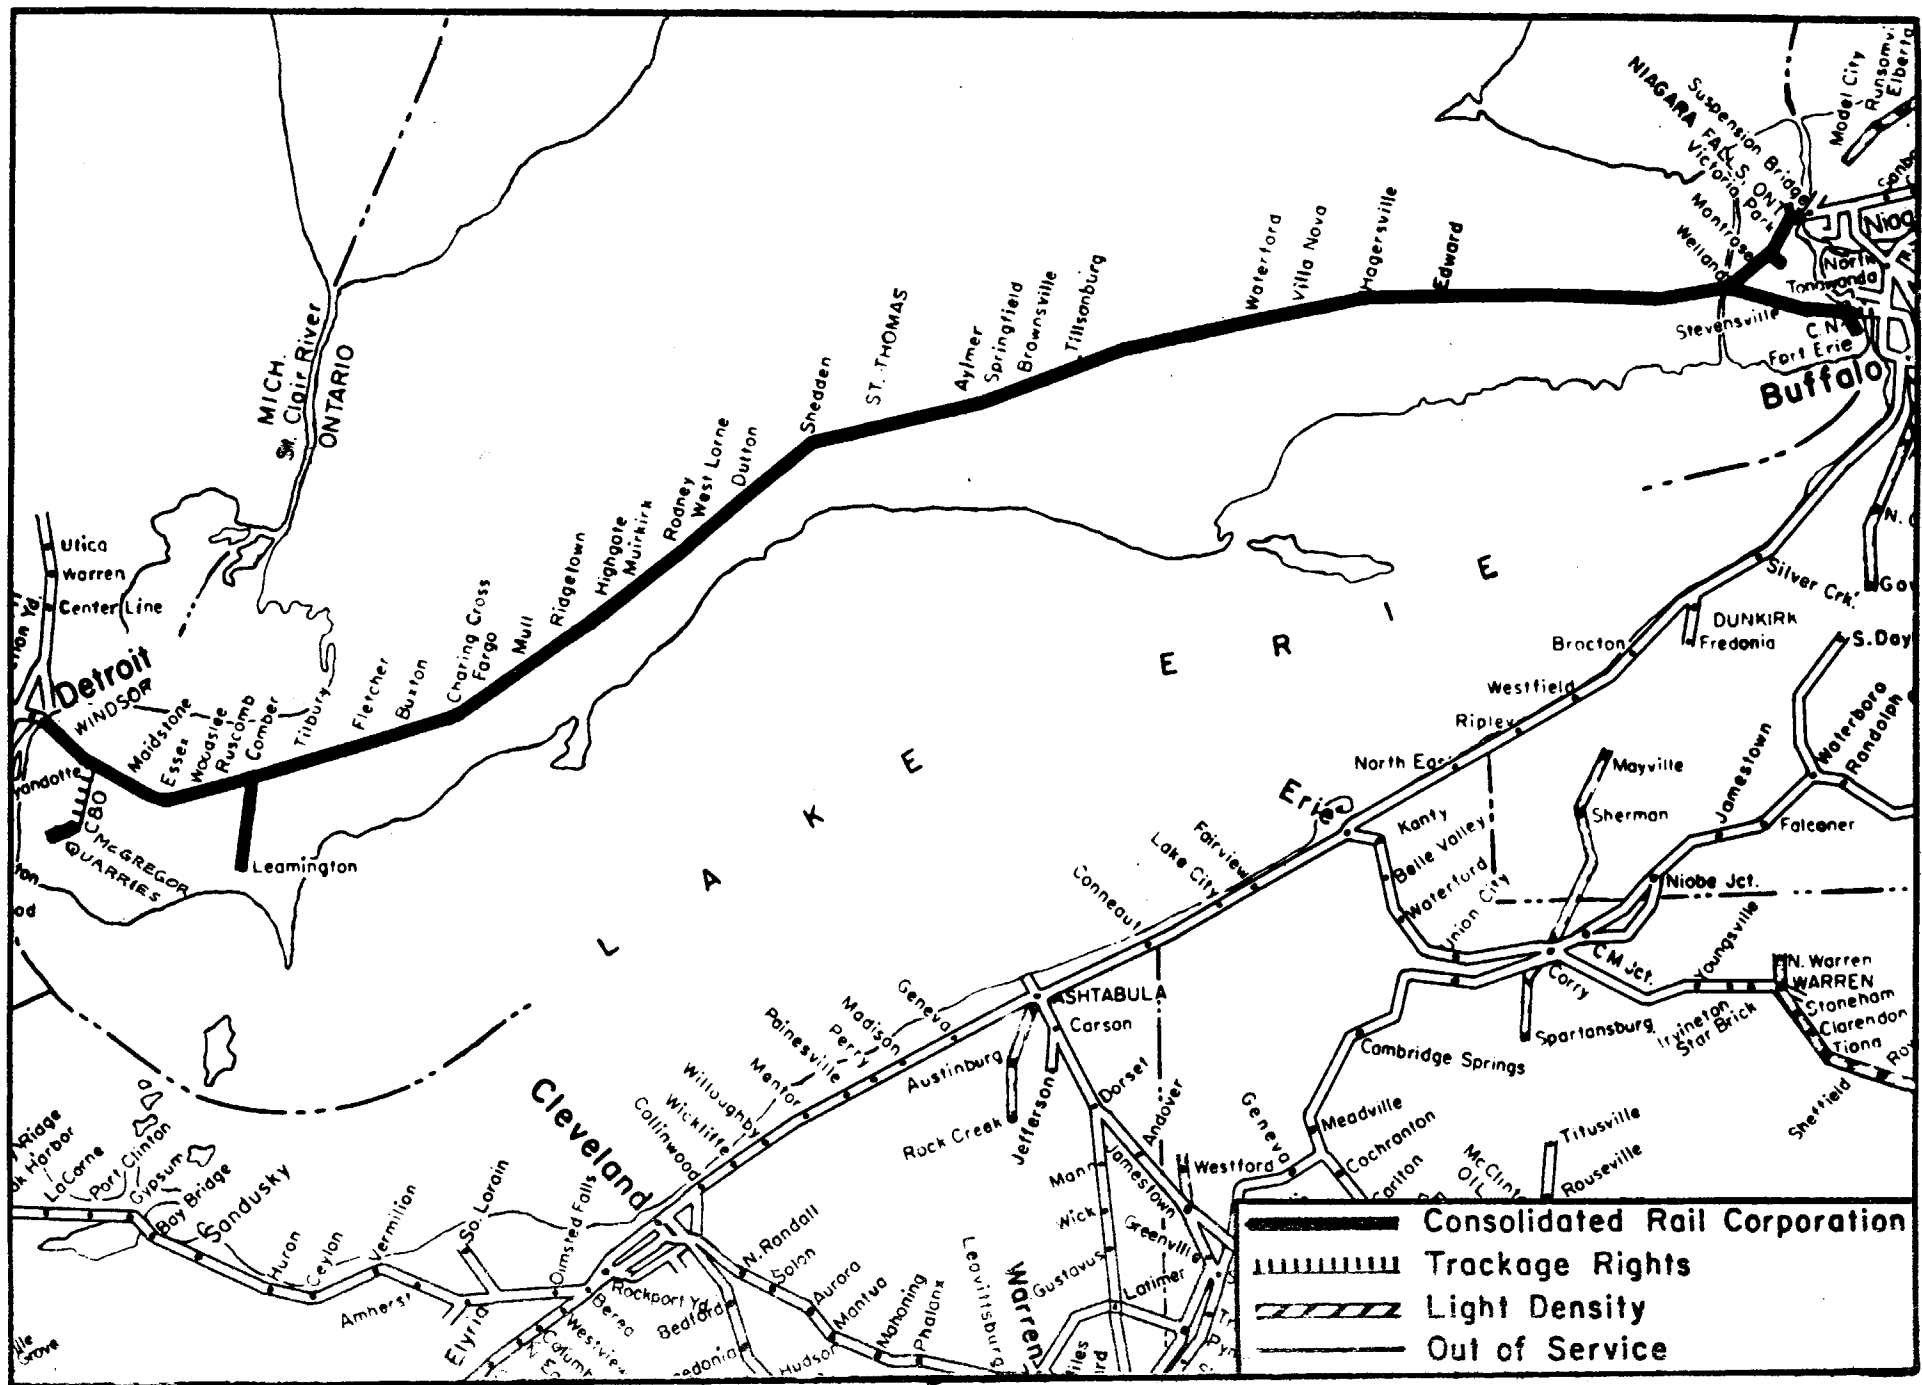 NIAGARA FALLS, ONT
Suspension Bridge
Victoria Park
Montrose
Welland
Model City
North
Tonawanda
Stevensville
C.N.
Fort Erie
Buffalo
Edward
Hagersville
Villa Nova
Waterford
Tillsonburg
Brownsville
Springfield
Aylmer
ST. THOMAS
Shedden
Dutton
West Lorne
Rodney
Muirkirk
Highgate
Ridgetown
Mull
Fargo
Charing Cross
Buxton
Fletcher
Tilbury
Comber
Ruscomb
Woodslee
Essex
Maidstone
WINDSOR
Detroit
MICH.
St. Clair River
ONTARIO
Utica
Warren
Center Line
C&O
McGREGOR
QUARRIES
Leamington
LAKE ERIE
Silver Crk.
DUNKIRK
Fredonia
Brocton
Westfield
Ripley
North East
Erie
Kanty
Belle Valley
Waterford
Union City
Fairview
Lake City
Conneaut
Mayville
Sherman
Jamestown
Waterboro
Randolph
S. Day
Falconer
Niobe Jct.
C M Jct.
Corry
Spartansburg
Youngsville
Irvineton
Star Brick
N. Warren
WARREN
Stoneham
Clarendon
Tiona
Sheffield
Cambridge Springs
Meadville
Cochranton
Carlton
Geneva
Titusville
Rouseville
ASHTABULA
Carson
Austinburg
Rock Creek
Jefferson
Dorset
Andover
Jamestown
Westford
Greenville
Mann
Wick
Gustavus
Latimer
Leavittsburg
Warren
Geneva
Madison
Perry
Painesville
Mentor
Willoughby
Wickliffe
Collinwood
Cleveland
Olmsted Falls
So. Lorain
Vermilion
Ceylon
Huron
Sandusky
Bay Bridge
Gypsum
Port Clinton
LaCarne
Amherst
Elyria
Rockport Yd.
Berea
Westview
Bedford
N. Randall
Solon
Aurora
Mantua
Mahoning
Phalanx
Hudson
Consolidated Rail Corporation
Trackage Rights
Light Density
Out of Service